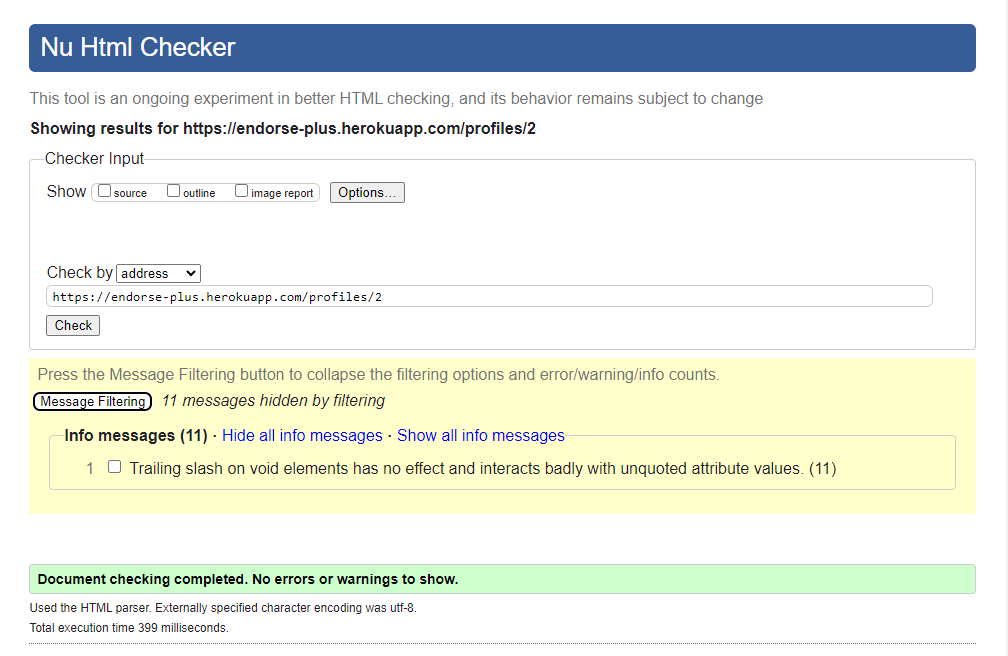 Nu Html Checker
This tool is an ongoing experiment in better HTML checking, and its behavior remains subject to change
Showing results for https://endorse-plus.herokuapp.com/profiles/2
Checker Input
Show source outline image report Options...
Check by address
https://endorse-plus.herokuapp.com/profiles/2
Check
Press the Message Filtering button to collapse the filtering options and error/warning/info counts.
Message Filtering 11 messages hidden by filtering
Info messages (11) · Hide all info messages · Show all info messages
1 Trailing slash on void elements has no effect and interacts badly with unquoted attribute values. (11)
Document checking completed. No errors or warnings to show.
Used the HTML parser. Externally specified character encoding was utf-8.
Total execution time 399 milliseconds.